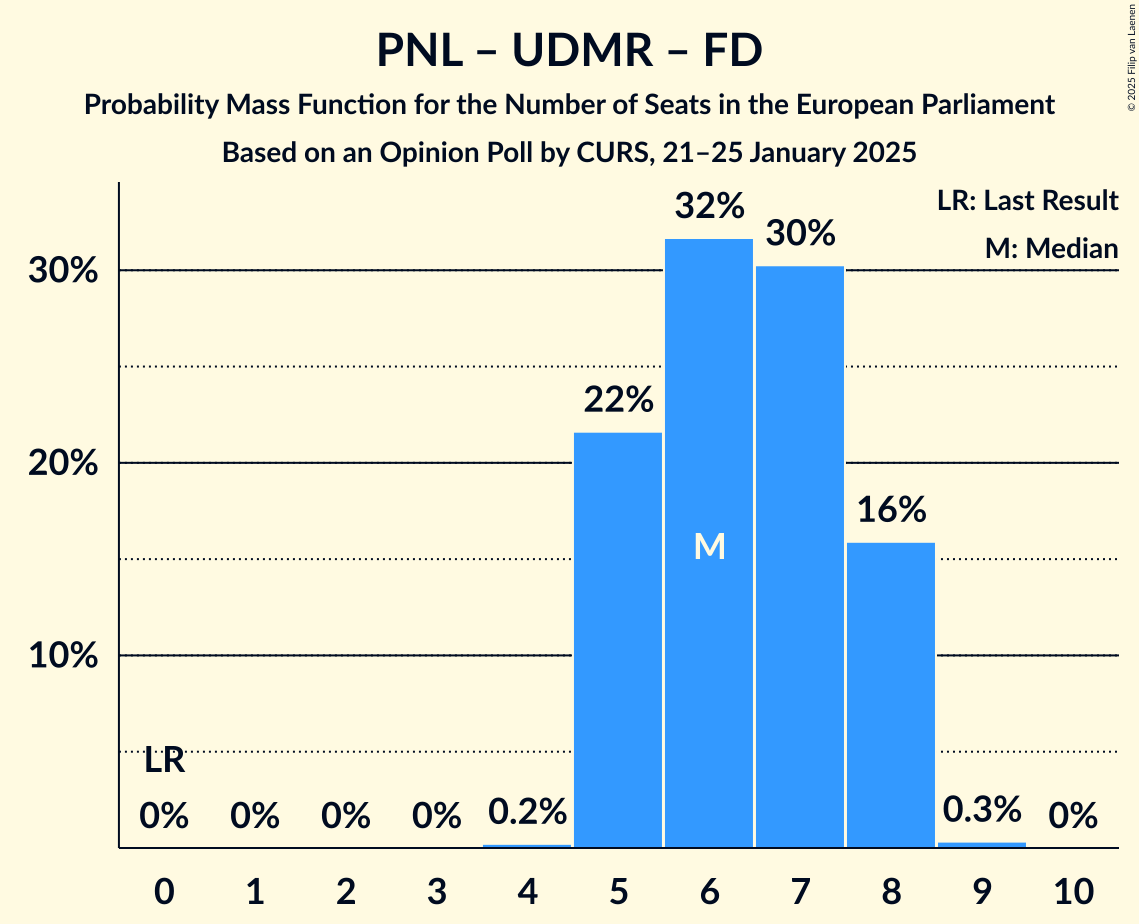 PNL – UDMR – FD
Probability Mass Function for the Number of Seats in the European Parliament
Based on an Opinion Poll by CURS, 21–25 January 2025
© 2025 Filip van Laenen
LR: Last Result
M: Median
32%
30%
30%
22%
20%
16%
M
10%
LR
0%
0%
0%
0%
0.2%
0.3%
0%
0 1 2 3 4 5 6 7 8 9 10